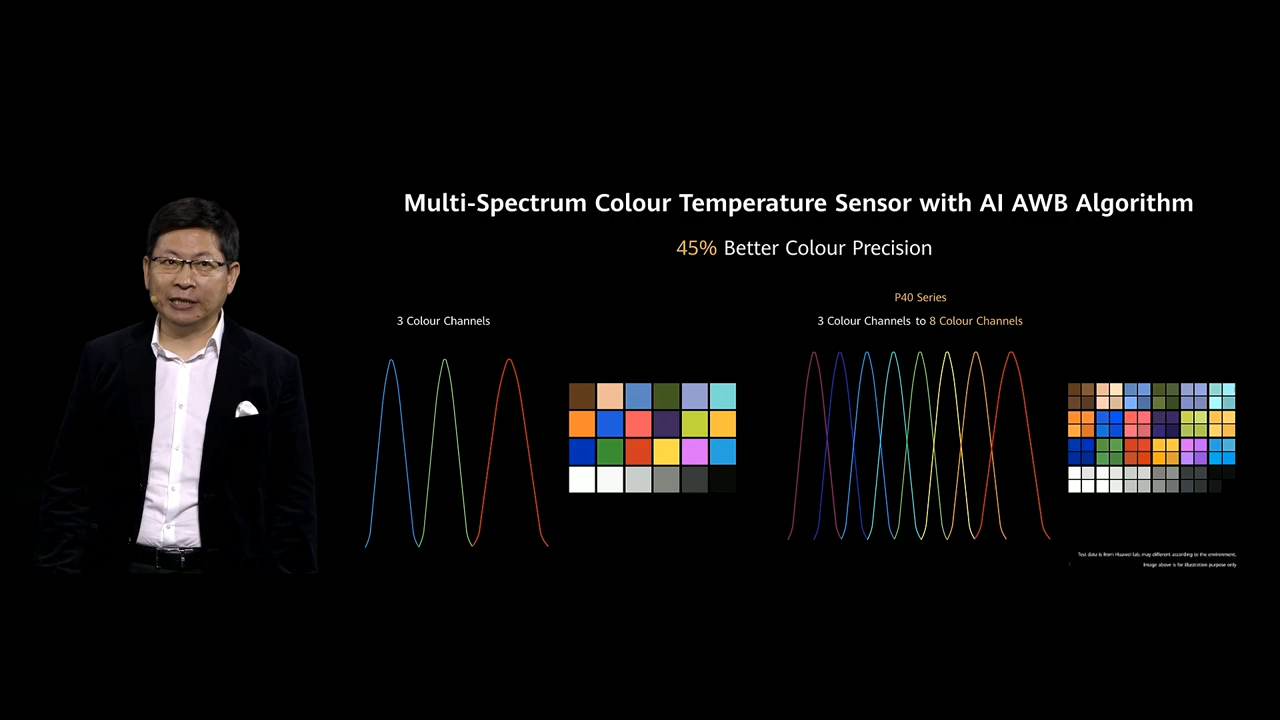 Multi-Spectrum Colour Temperature Sensor with AI AWB Algorithm
45% Better Colour Precision
3 Colour Channels
P40 Series
3 Colour Channels to 8 Colour Channels
Test data is from Huawei lab, may different according to the environment.
Image above is for illustration purpose only